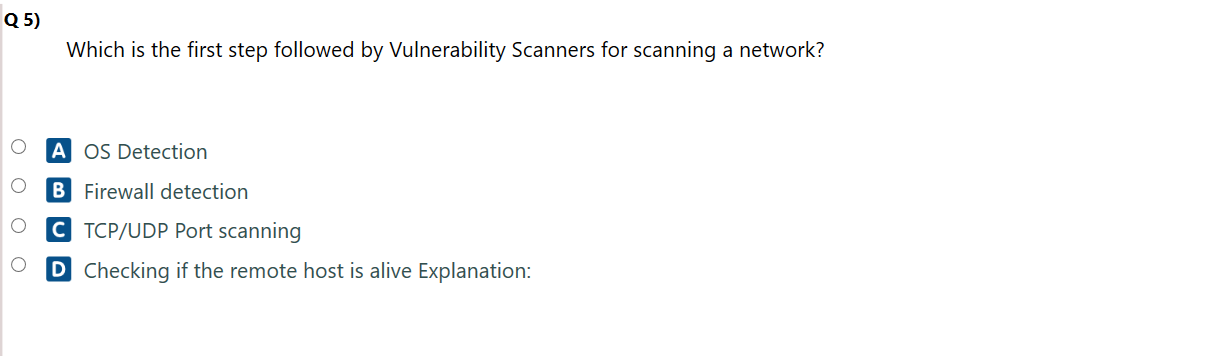 Q 5)
Which is the first step followed by Vulnerability Scanners for scanning a network?
A OS Detection
B Firewall detection
C TCP/UDP Port scanning
D Checking if the remote host is alive Explanation: